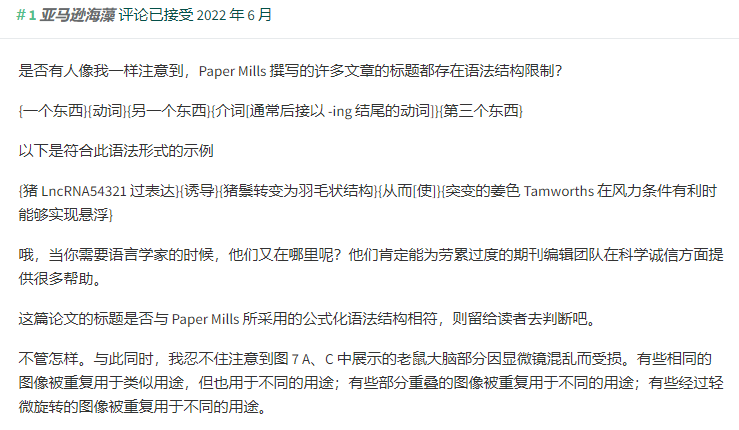 #1 亚马逊海藻 评论已接受 2022 年 6 月
是否有人像我一样注意到，Paper Mills 撰写的许多文章的标题都存在语法结构限制？
{一个东西}{动词}{另一个东西}{介词[通常后接以 -ing 结尾的动词]}{第三个东西}
以下是符合此语法形式的示例
{猪 LncRNA54321 过表达}{诱导}{猪鬃转变为羽毛状结构}{从而[使]}{突变的姜色 Tamworths 在风力条件有利时
能够实现悬浮}
哦，当你需要语言学家的时候，他们又在哪里呢？他们肯定能为劳累过度的期刊编辑团队在科学诚信方面提
供很多帮助。
这篇论文的标题是否与 Paper Mills 所采用的公式化语法结构相符，则留给读者去判断吧。
不管怎样。与此同时，我忍不住注意到图 7 A、C 中展示的老鼠大脑部分因显微镜混乱而受损。有些相同的
图像被重复用于类似用途，但也用于不同的用途；有些部分重叠的图像被重复用于不同的用途；有些经过轻
微旋转的图像被重复用于不同的用途。